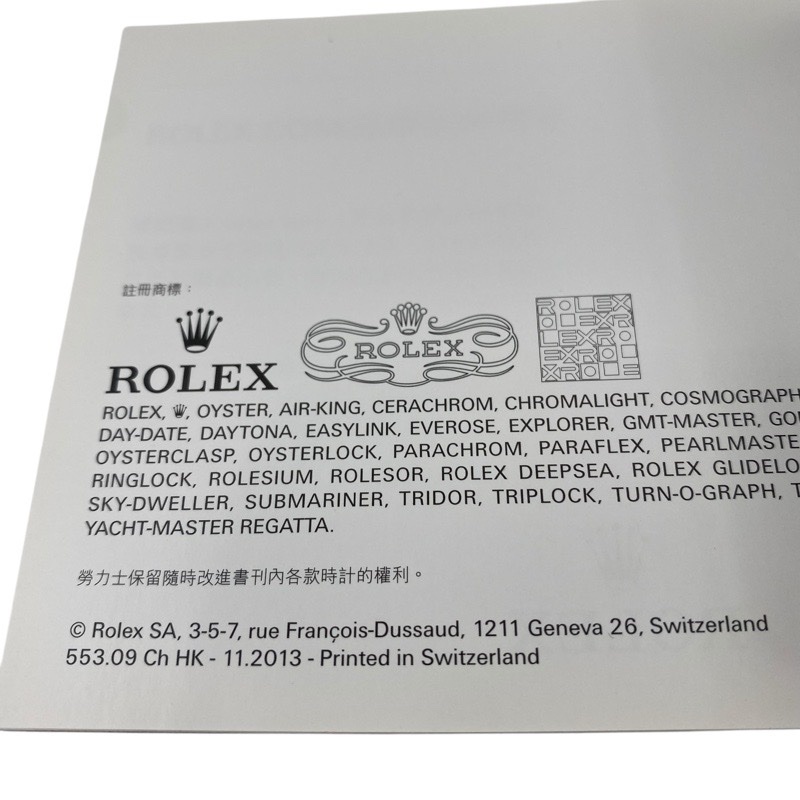 註冊商標：
ROLEX
ROLEX
ROLEX
ROLEX, OYSTER, AIR-KING, CERACHROM, CHROMALIGHT, COSMOGRAPH
DAY-DATE, DAYTONA, EASYLINK, EVEROSE, EXPLORER, GMT-MASTER,
OYSTERCLASP, OYSTERLOCK, PARACHROM, PARAFLEX, PEARLMASTE
RINGLOCK, ROLESIUM, ROLESOR, ROLEX DEEPSEA, ROLEX GLIDELO
SKY-DWELLER, SUBMARINER, TRIDOR, TRIPLOCK, TURN-O-GRAPH, T
YACHT-MASTER REGATTA.
勞力士保留隨時改進書刊內各款時計的權利。
© Rolex SA, 3-5-7, rue François-Dussaud, 1211 Geneva 26, Switzerland
553.09 Ch HK - 11.2013 - Printed in Switzerland